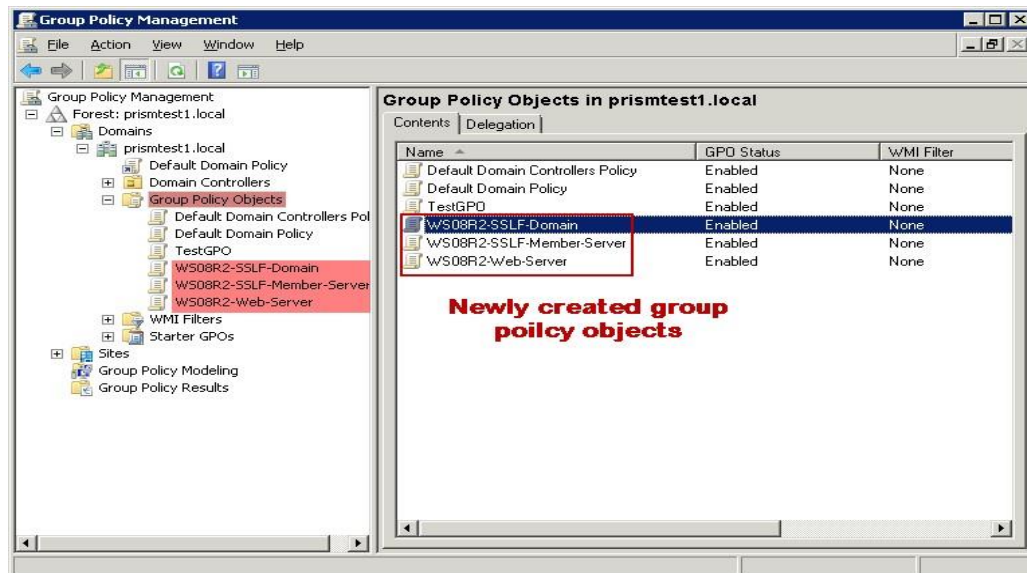 Group Policy Management
File Action View Window Help
Group Policy Management
Forest: prismtest1.local
Domains
prismtest1.local
Default Domain Policy
Domain Controllers
Group Policy Objects
Default Domain Controllers Pol
Default Domain Policy
TestGPO
WS08R2-SSLF-Domain
WS08R2-SSLF-Member-Server
WS08R2-Web-Server
WMI Filters
Starter GPOs
Sites
Group Policy Modeling
Group Policy Results
Group Policy Objects in prismtest1.local
Contents Delegation
Name GPO Status WMI Filter
Default Domain Controllers Policy Enabled None
Default Domain Policy Enabled None
TestGPO Enabled None
WS08R2-SSLF-Domain Enabled None
WS08R2-SSLF-Member-Server Enabled None
WS08R2-Web-Server Enabled None
Newly created group
poilcy objects